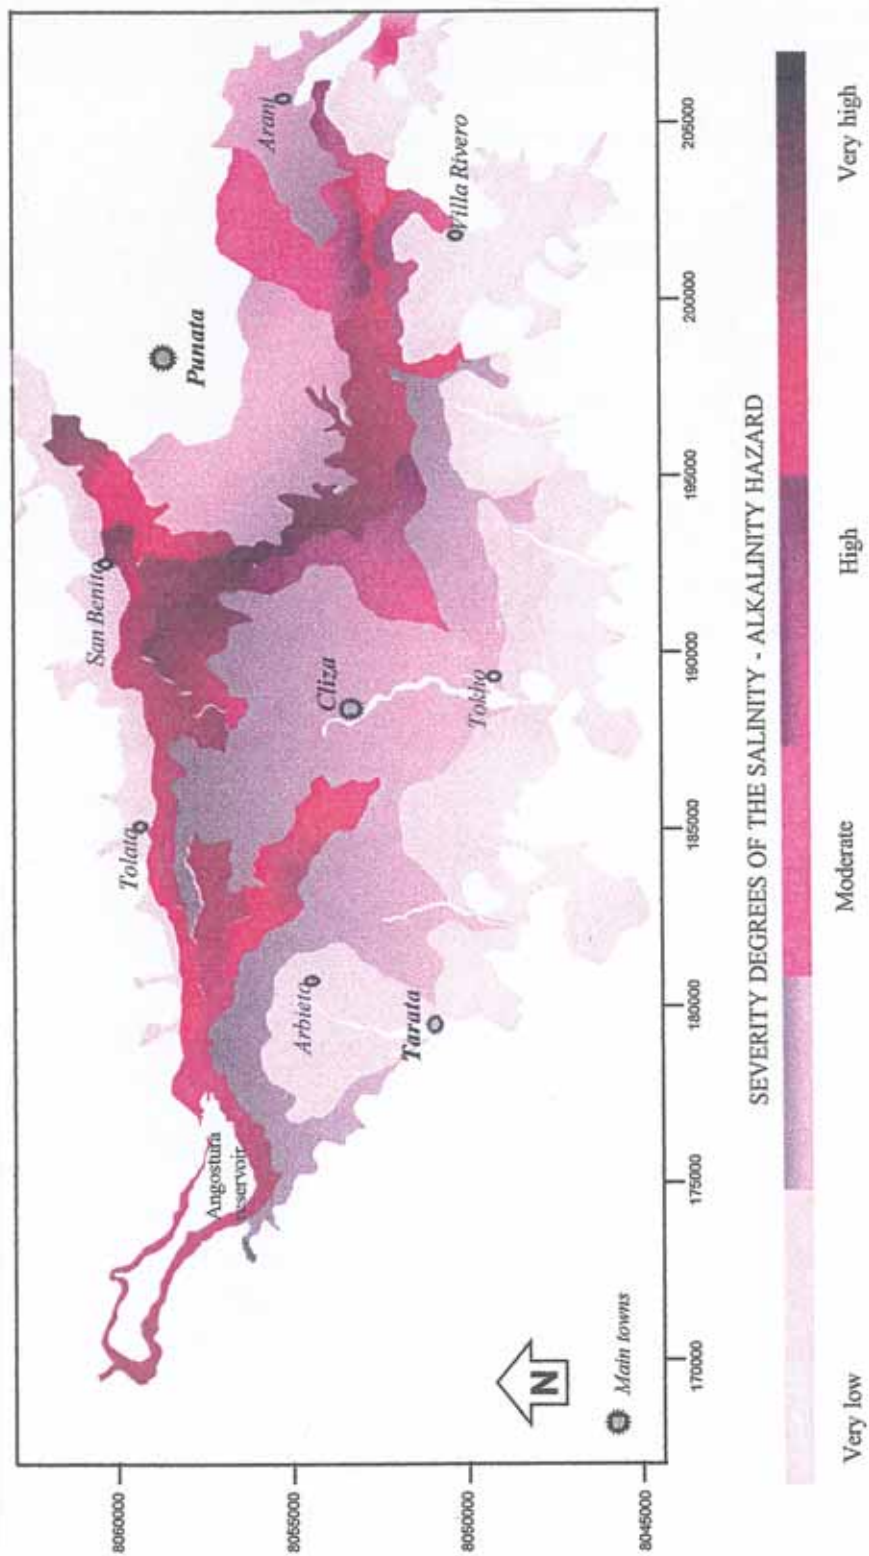 San Benito
Punata
Arani
Tolata
Cliza
Villa Rivero
Arbieto
Tokho
Tarata
Angostura
reservoir
N
Main towns
8060000
8055000
8050000
8045000
170000
175000
180000
185000
190000
195000
200000
205000
SEVERITY DEGREES OF THE SALINITY - ALKALINITY HAZARD
Very low
Moderate
High
Very high